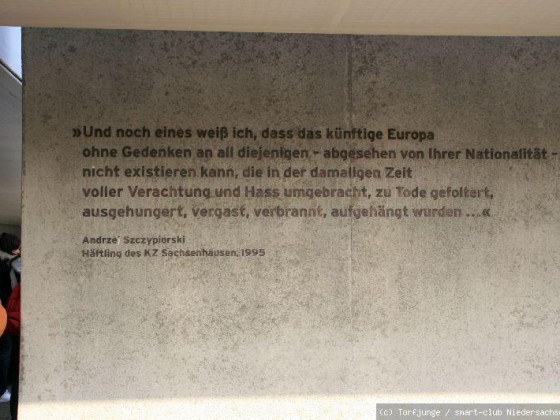 »Und noch eines weiß ich, dass das künftige Europa
ohne Gedenken an all diejenigen – abgesehen von Ihrer Nationalität –
nicht existieren kann, die in der damaligen Zeit
voller Verachtung und Hass umgebracht, zu Tode gefoltert,
ausgehungert, vergast, verbrannt, aufgehängt wurden ...«
Andrzej Szczypiorski
Häftling des KZ Sachsenhausen, 1995
(c) Torfjunge / smart-club Niedersachs